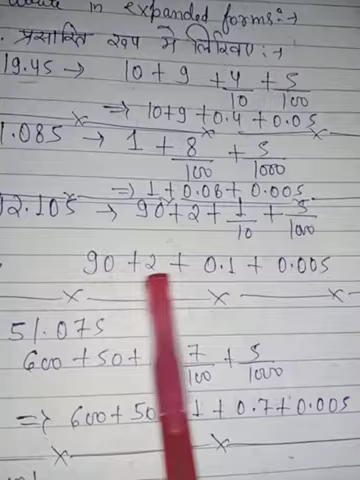 in expanded forms:→
प्रसारित रूप में लिखिए:→
19.45 → 10 + 9 + 4/10 + 5/100
⇒ 10+9+0.4+0.05
1.085 → 1 + 8/100 + 5/1000
⇒ 1+0.08+0.005
92.105 → 90+2+1/10+5/1000
90+2+0.1+0.005
51.075
600+50+ 7/100 + 5/1000
⇒ 600+50 1+0.7+0.005